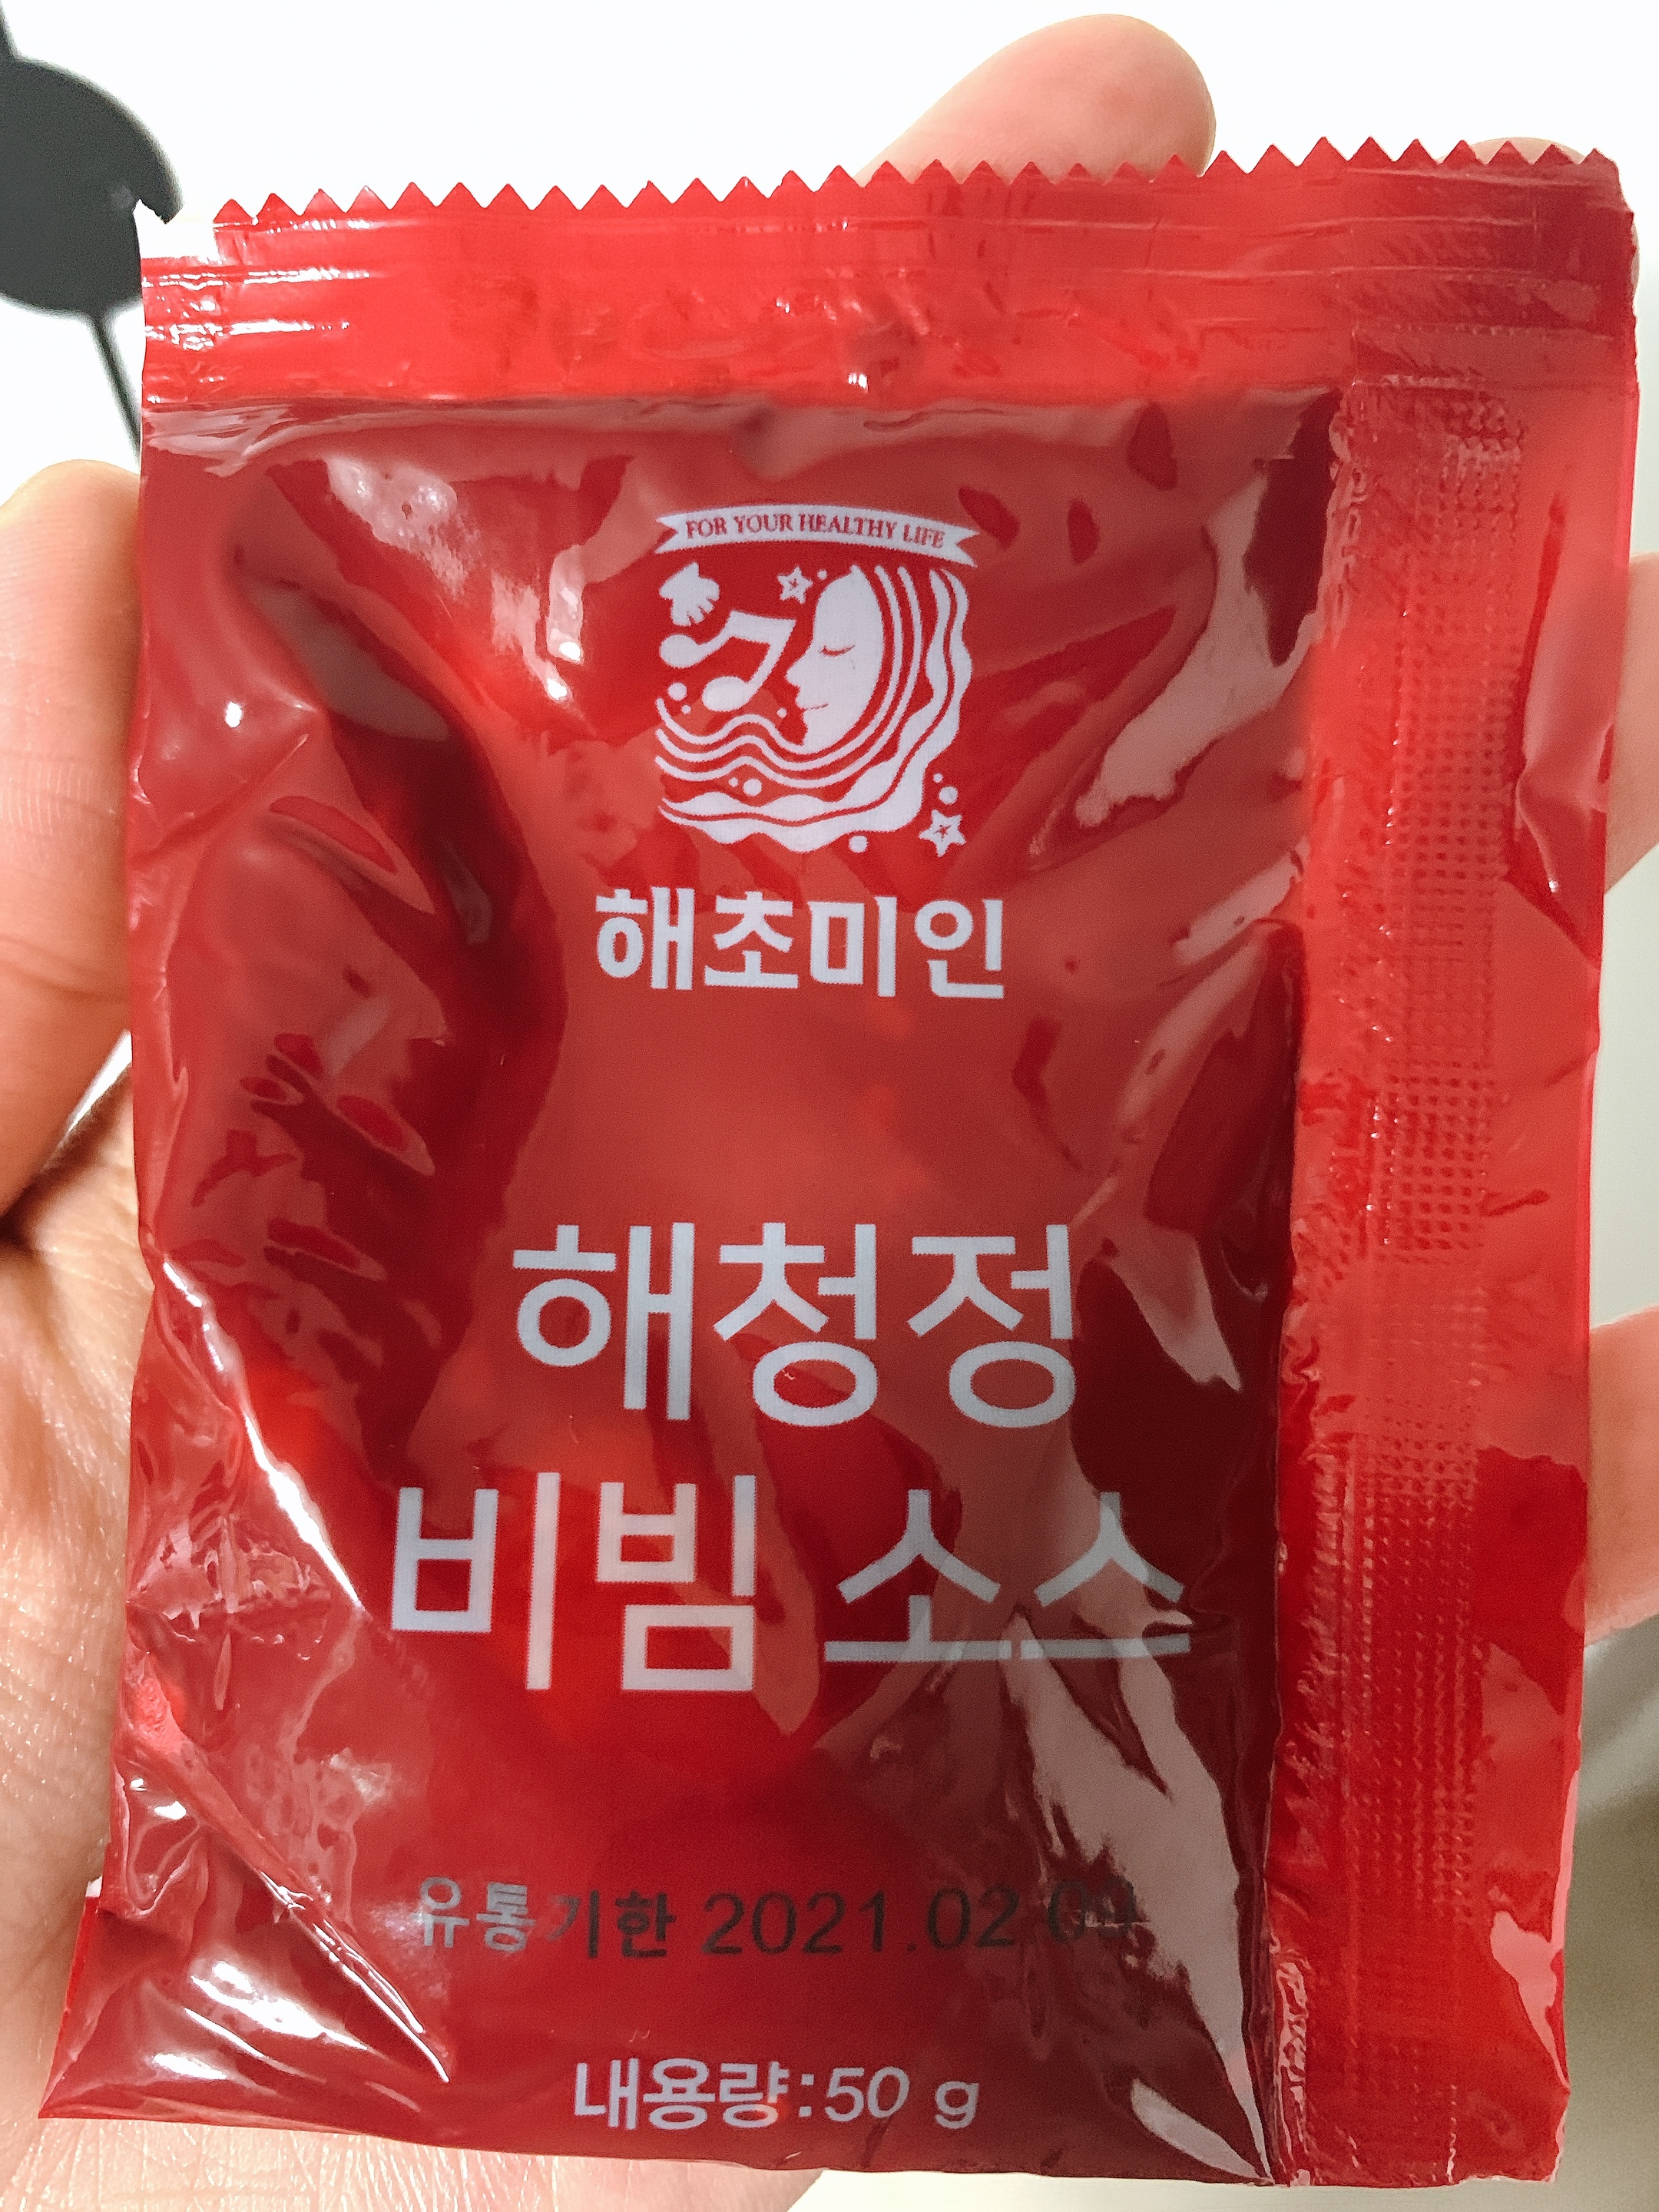 FOR YOUR HEALTHY LIFE
해초미인
해청정
비빔 소스
유통기한 2021.02.09
내용량:50 g